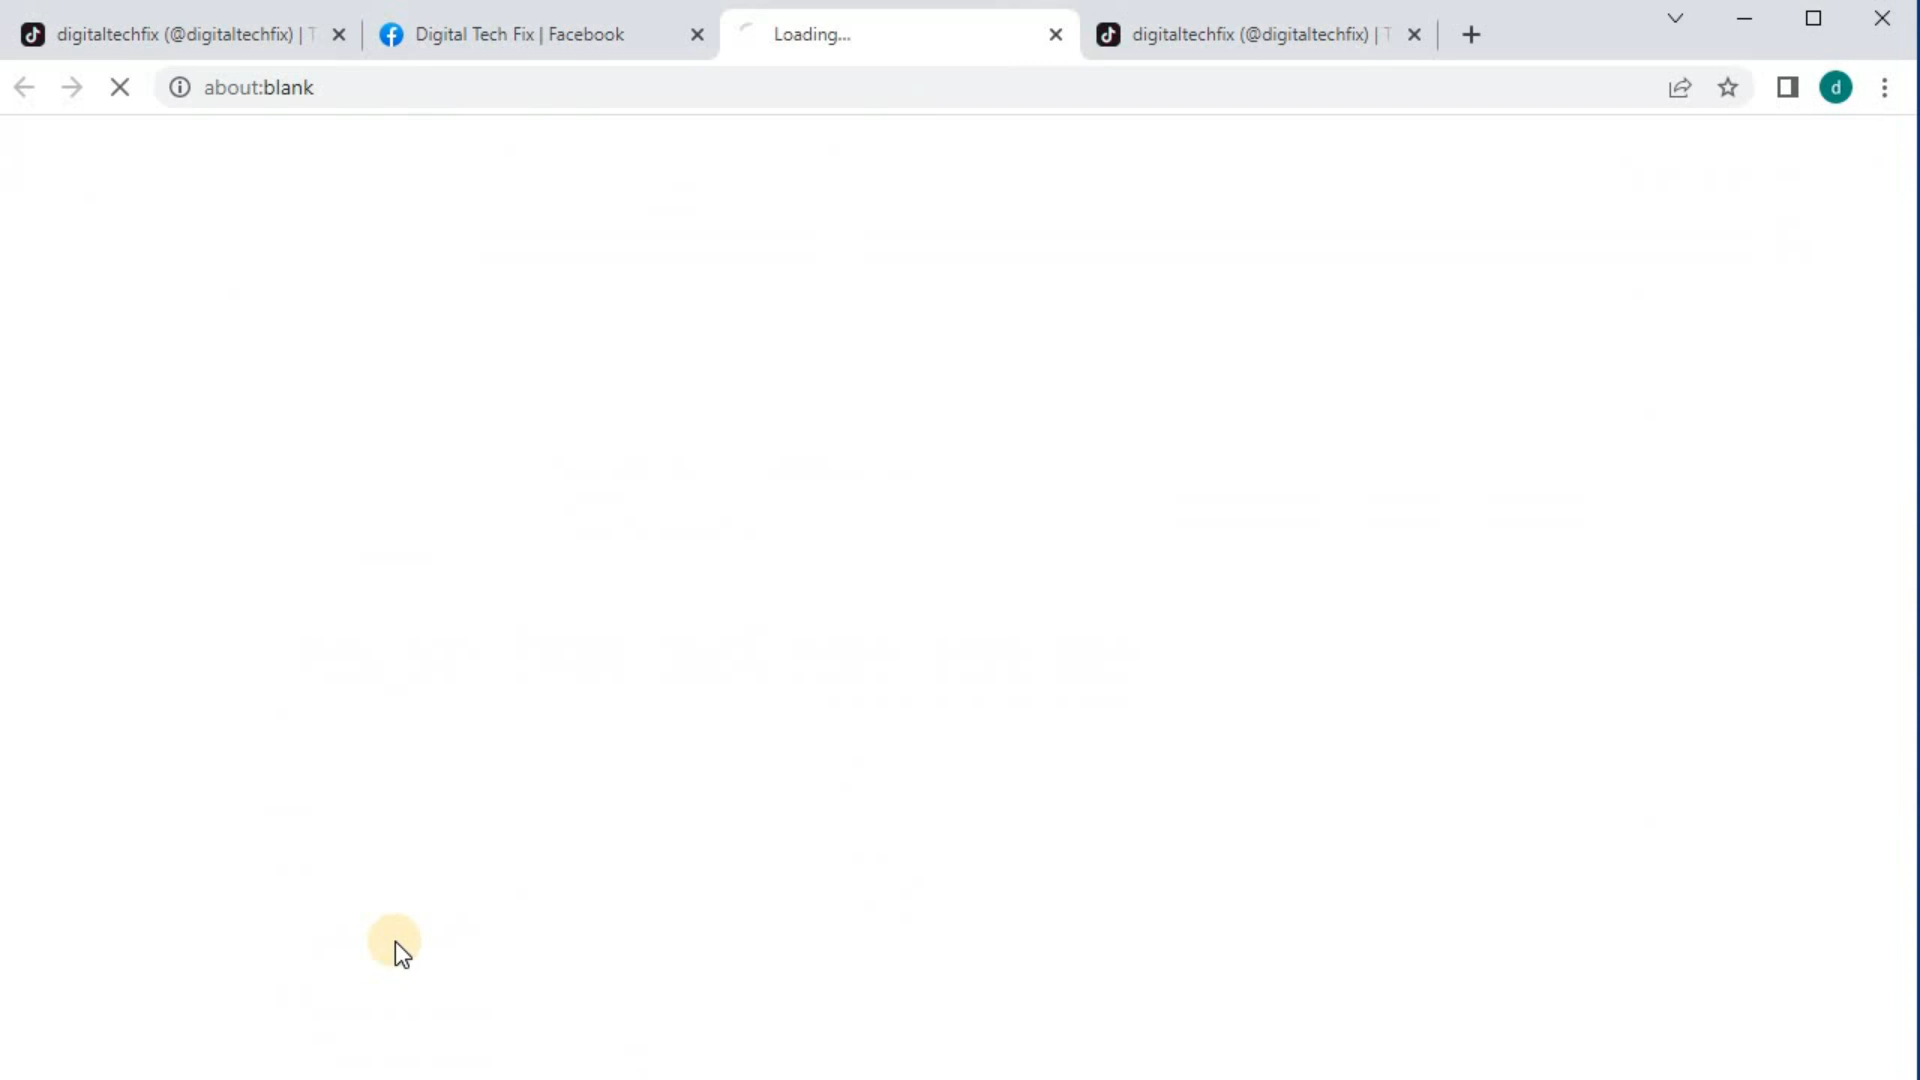 digitaltechfix (@digitaltechfix) | T
Digital Tech Fix | Facebook
Loading...
digitaltechfix (@digitaltechfix) | T
about:blank
d